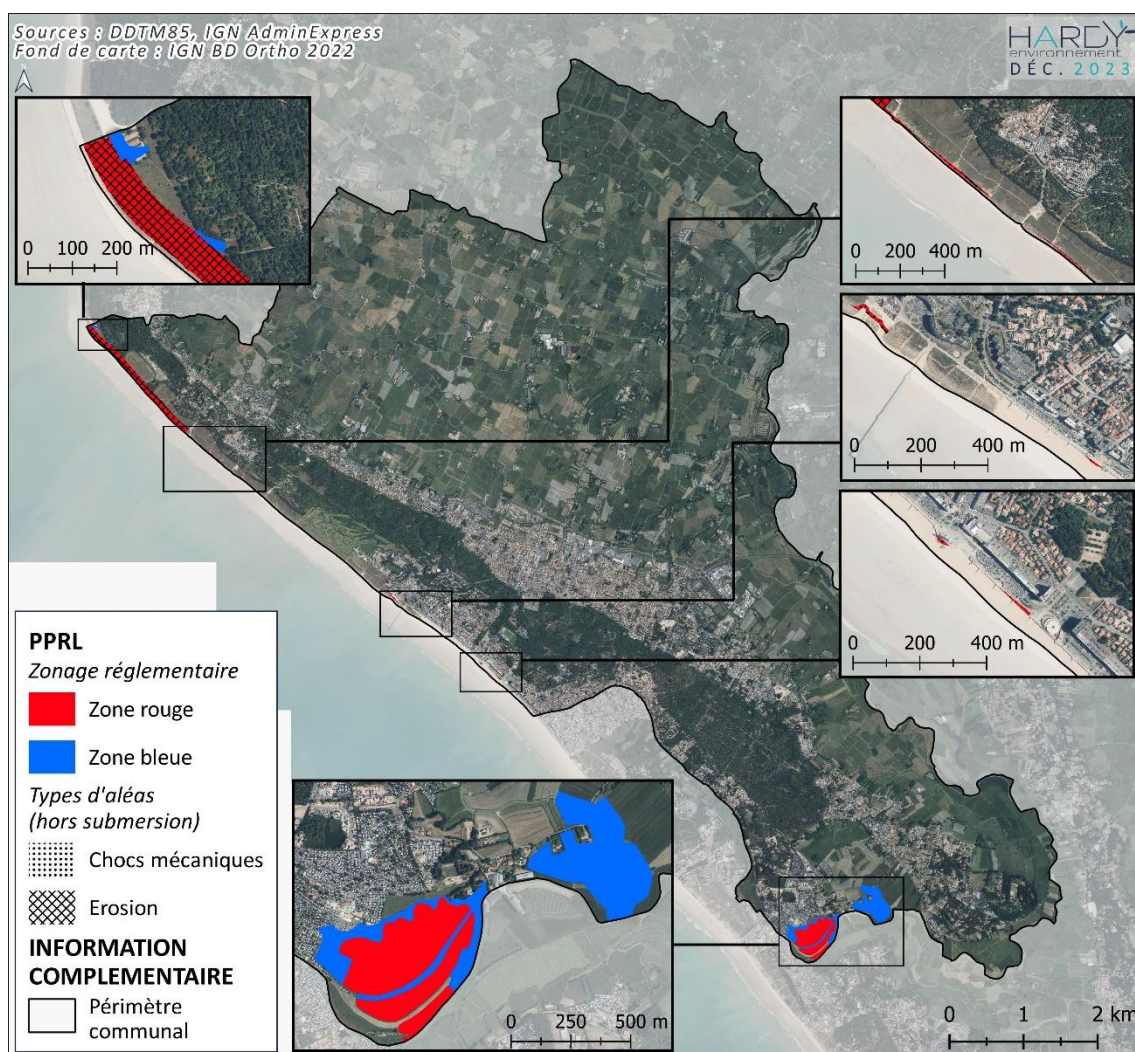 Sources : DDTM85, IGN AdminExpress
Fond de carte : IGN BD Ortho 2022
HARDY
environnement
DÉC. 2023
0 100 200 m
0 200 400 m
0 200 400 m
0 200 400 m
PPRL
Zonage réglementaire
Zone rouge
Zone bleue
Types d'aléas
(hors submersion)
Chocs mécaniques
Erosion
INFORMATION
COMPLEMENTAIRE
Périmètre
communal
0 250 500 m
0 1 2 km